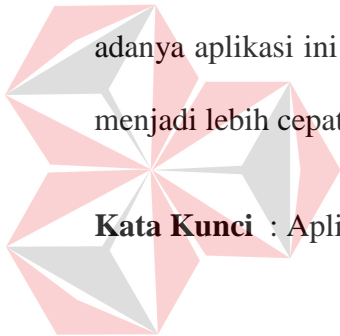 adanya aplikasi ini
menjadi lebih cepat
Kata Kunci : Apli